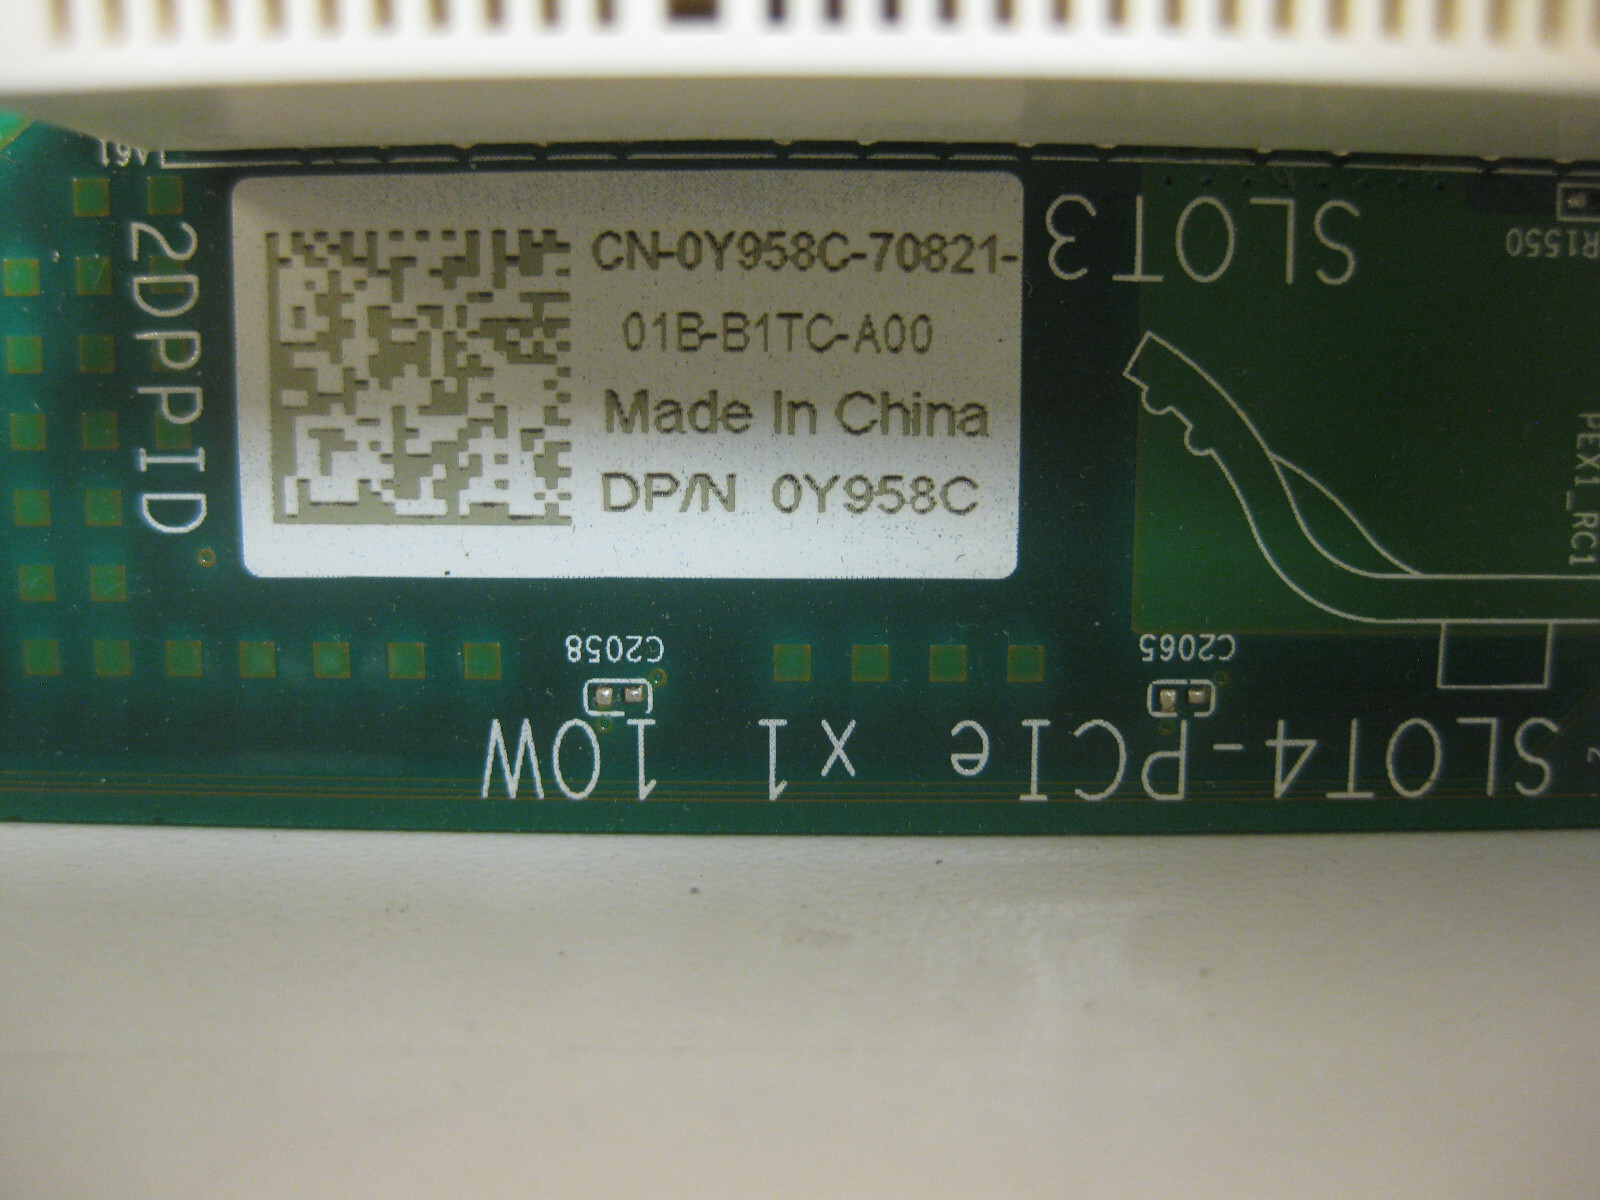 A61
2DPPID
CN-0Y958C-70821-
01B-B1TC-A00
Made In China
DP/N 0Y958C
SLOT3
R1550
PEX1_RC1
C2058
C2065
SLOT4-PCIe x1 10W